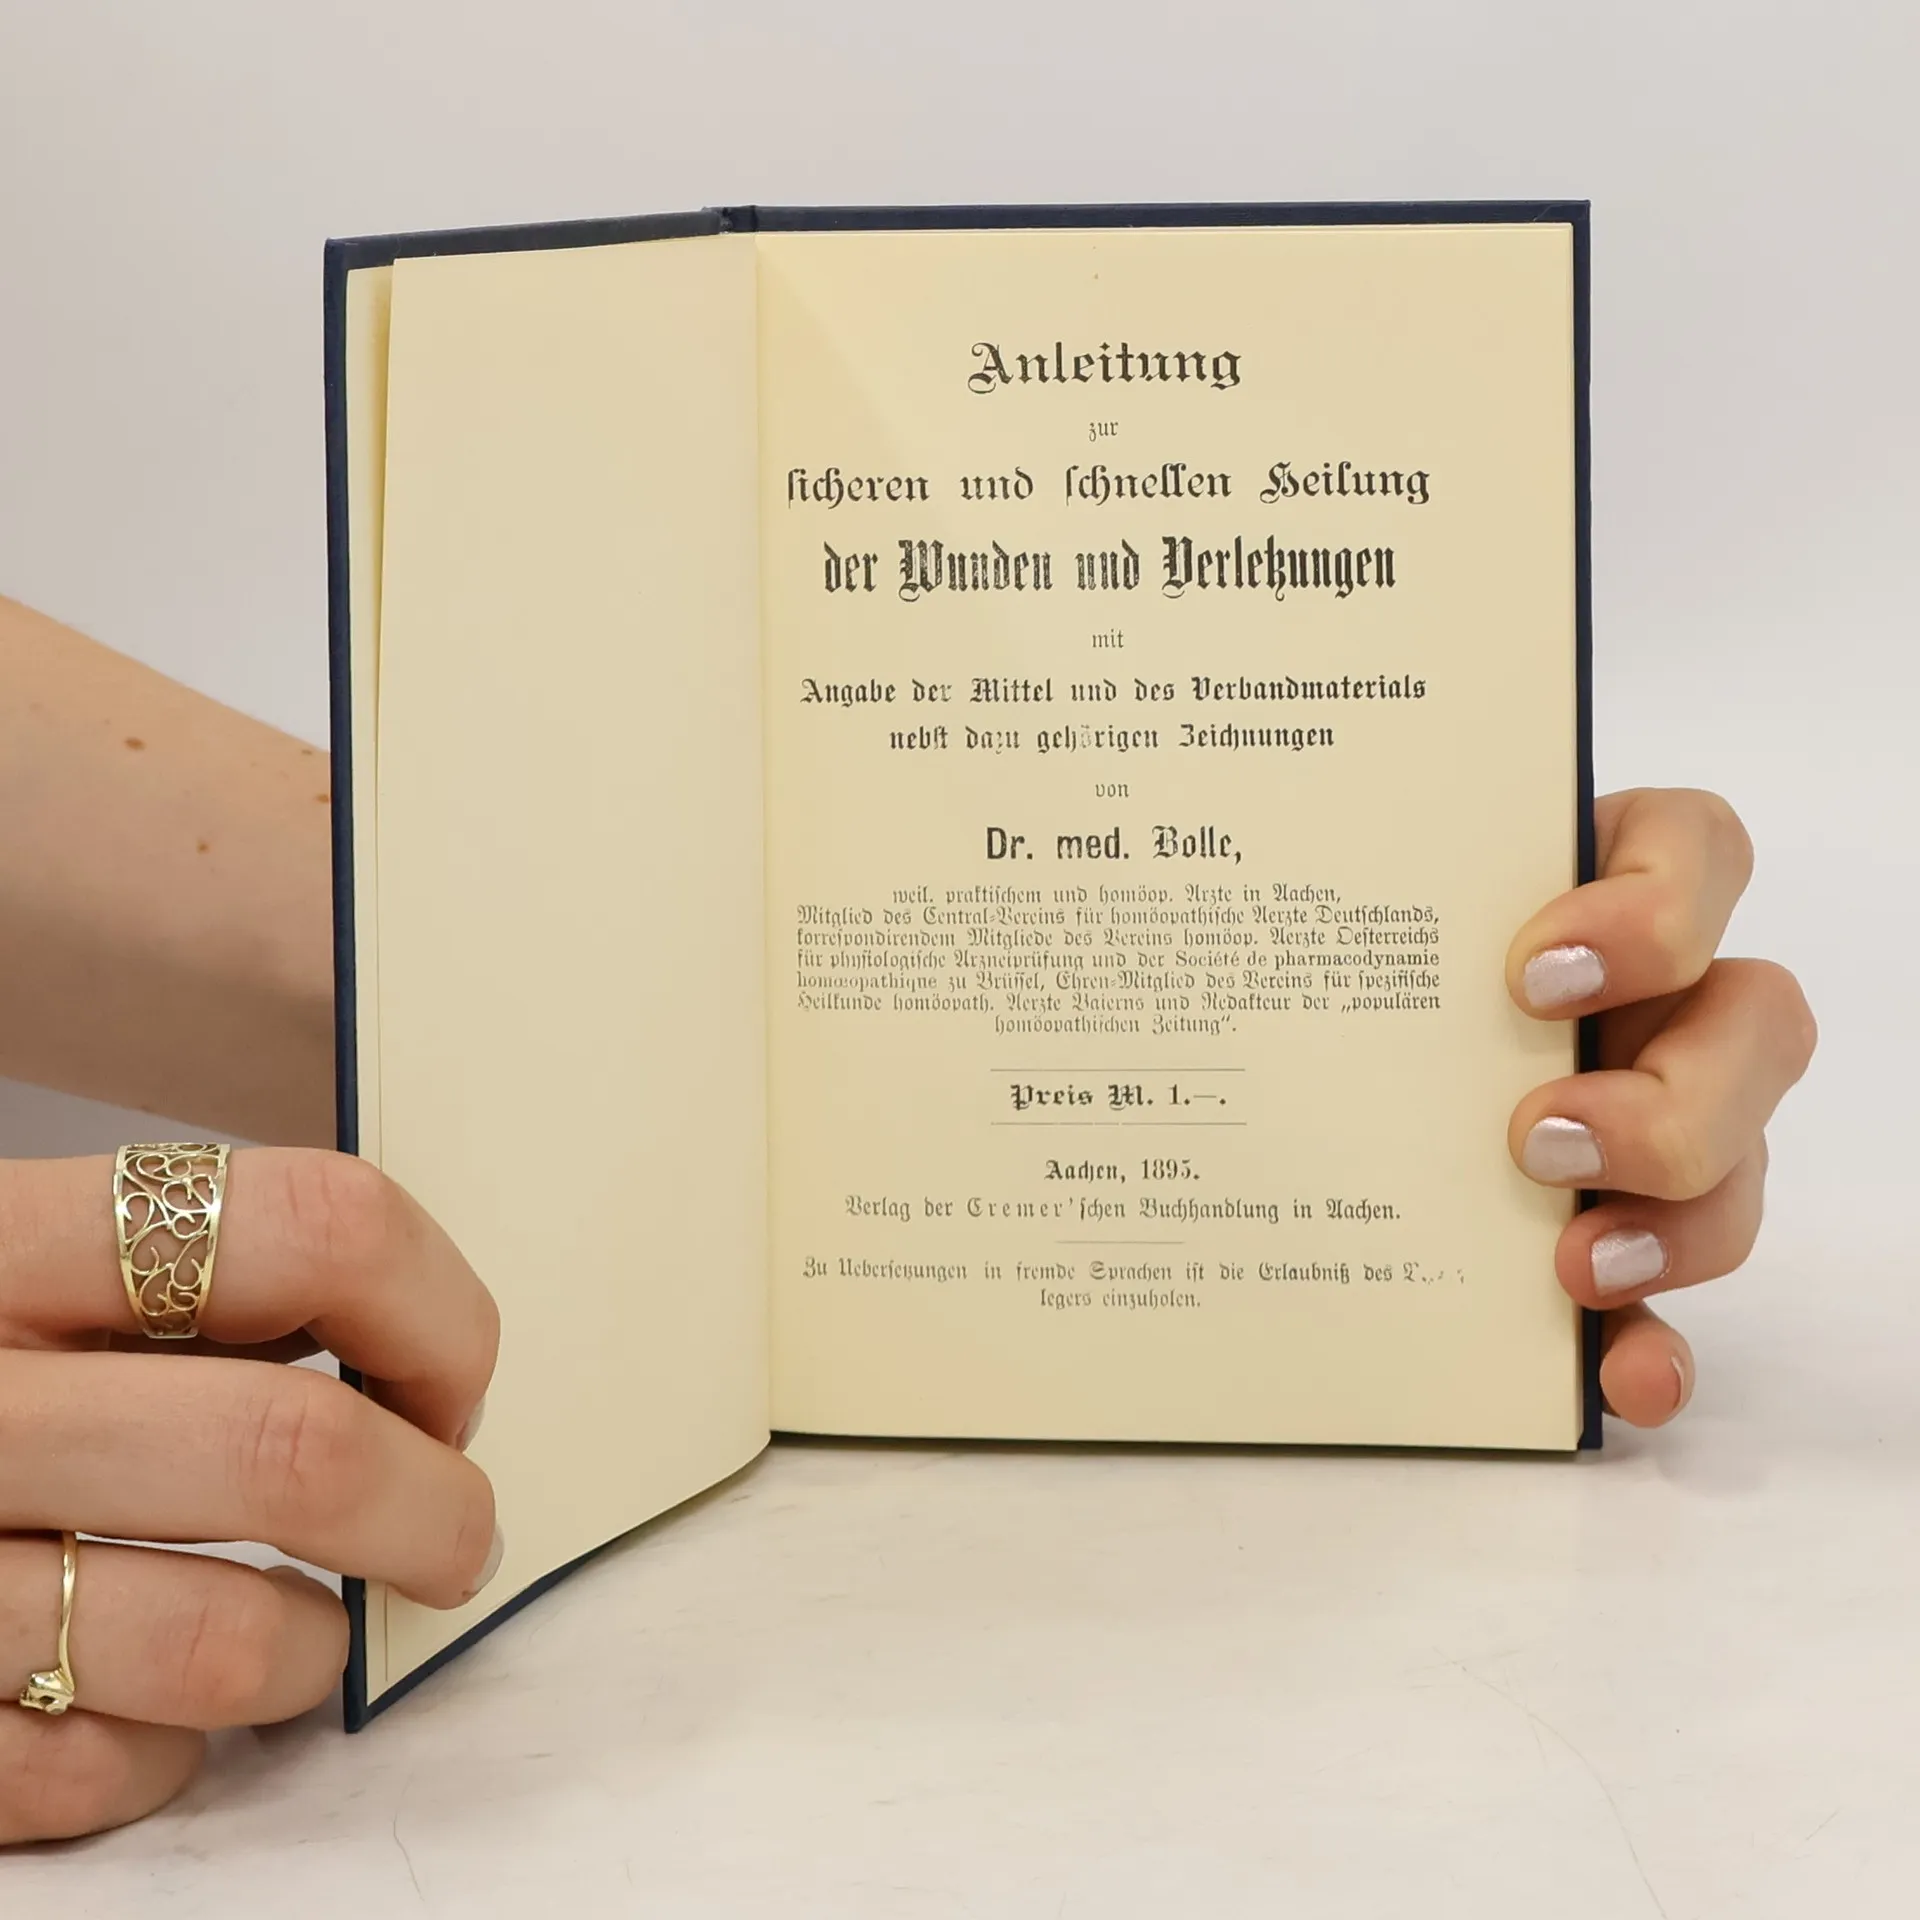 Anleitung
zur
sicheren und schnellen Heilung
der Wunden und Verletzungen
mit
Angabe der Mittel und des Verbandmaterials
nebst dazu gehörigen Zeichnungen
von
Dr. med. Bolle,
weil. praktischem und homöop. Arzte in Aachen,
Mitglied des Central-Vereins für homöopathische Aerzte Deutschlands,
korrespondirendem Mitgliede des Vereins homöop. Aerzte Oesterreichs
für physiologische Arzneiprüfung und der Société de pharmacodynamie
homœopathique zu Brüssel, Ehren-Mitglied des Vereins für spezifische
Heilkunde homöopath. Aerzte Baierns und Redakteur der „populären
homöopathischen Zeitung“.
Preis M. 1.—.
Aachen, 1895.
Verlag der Cremer'schen Buchhandlung in Aachen.
Zu Uebersetzungen in fremde Sprachen ist die Erlaubniß des
legers einzuholen.